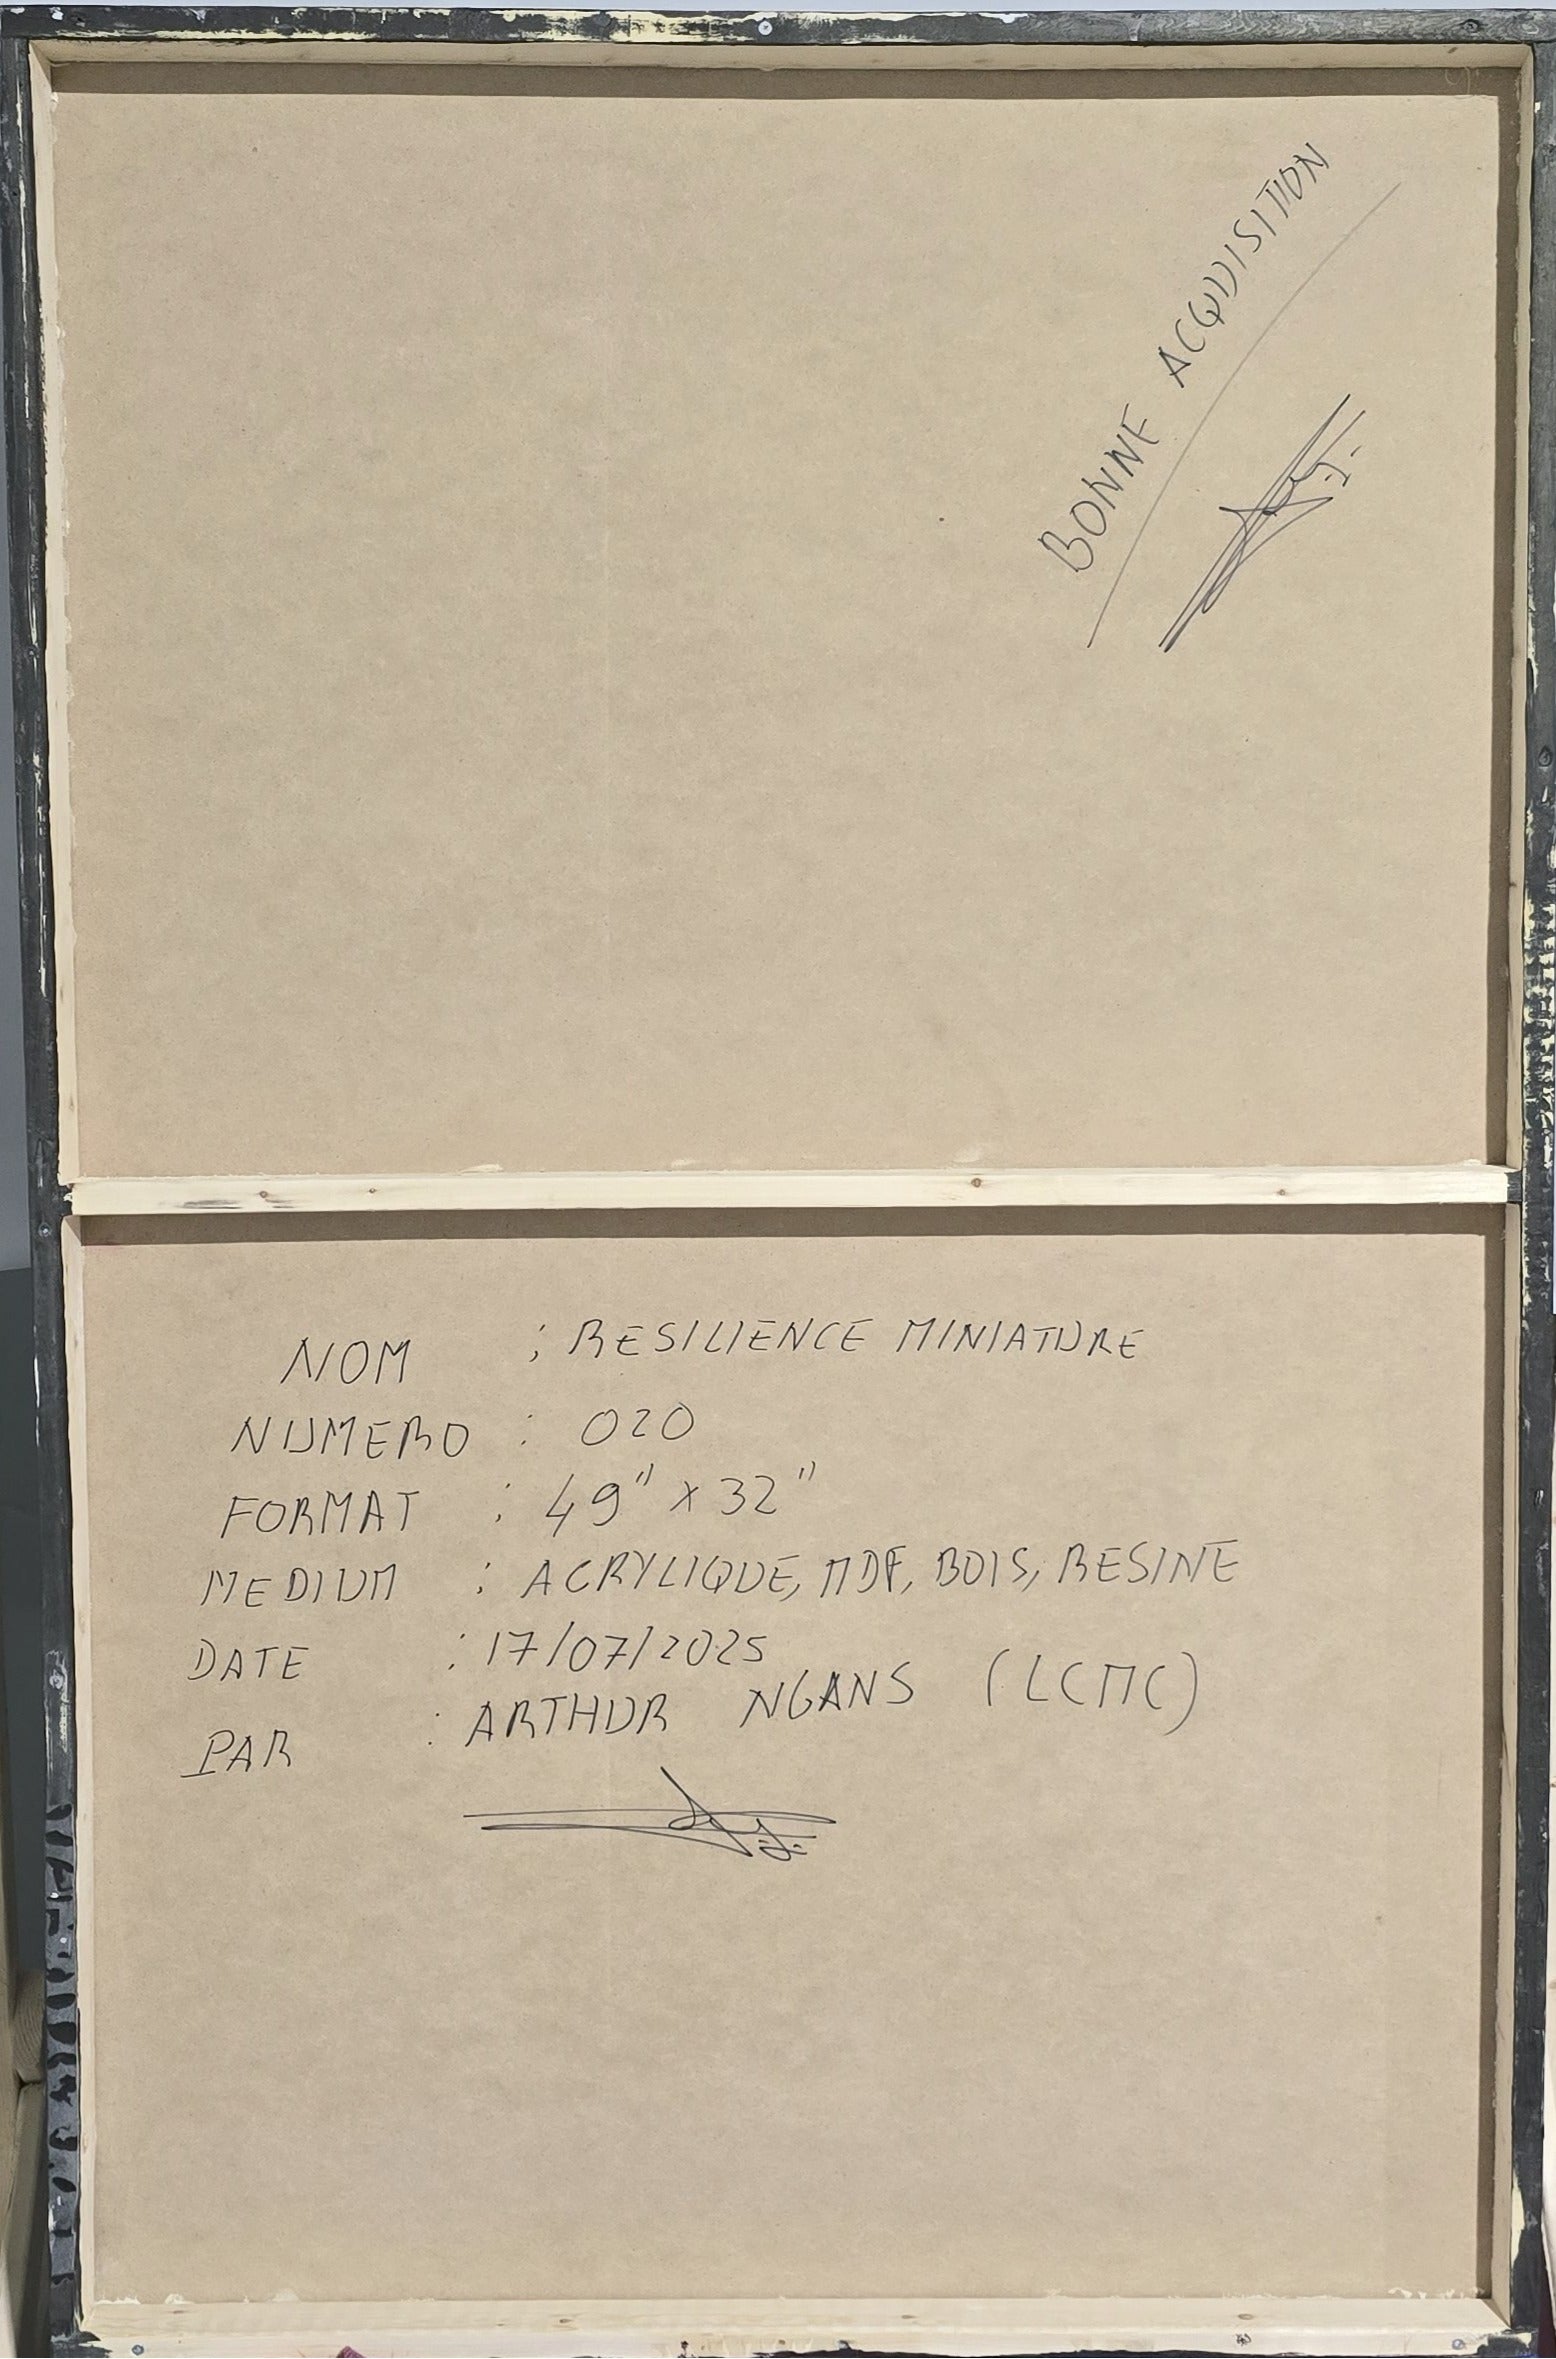 BONNE ACQUISITION
NOM : RESILIENCE MINIATURE
NUMERO : 020
FORMAT : 49" x 32"
MEDIUM : ACRYLIQUE, MDF, BOIS, RESINE
DATE : 17/07/2025
PAR : ARTHUR NGANS (LCMC)